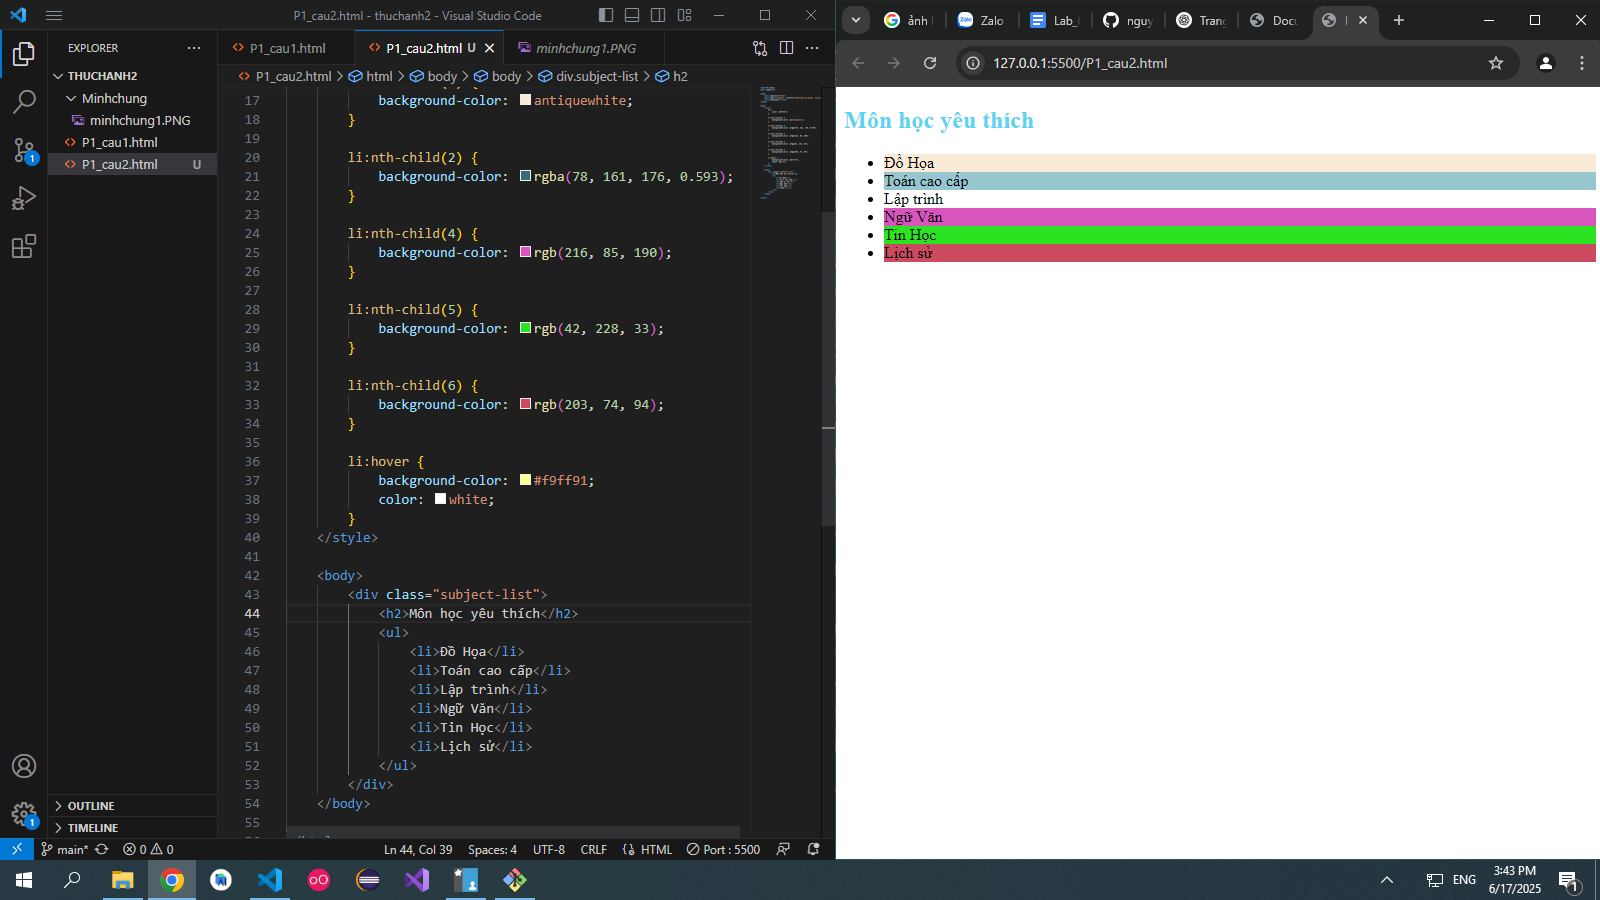 P1_cau2.html - thuchanh2 - Visual Studio Code
EXPLORER
THUCHANH2
Minhchung
minhchung1.PNG
P1_cau1.html
P1_cau2.html U
OUTLINE
TIMELINE
P1_cau1.html
P1_cau2.html U
minhchung1.PNG
P1_cau2.html > html > body > body > div.subject-list > h2
17 background-color: antiquewhite;
18 }
19
20 li:nth-child(2) {
21 background-color: rgba(78, 161, 176, 0.593);
22 }
23
24 li:nth-child(4) {
25 background-color: rgb(216, 85, 190);
26 }
27
28 li:nth-child(5) {
29 background-color: rgb(42, 228, 33);
30 }
31
32 li:nth-child(6) {
33 background-color: rgb(203, 74, 94);
34 }
35
36 li:hover {
37 background-color: #f9ff91;
38 color: white;
39 }
40 </style>
41
42 <body>
43 <div class="subject-list">
44 <h2>Môn học yêu thích</h2>
45 <ul>
46 <li>Đồ Họa</li>
47 <li>Toán cao cấp</li>
48 <li>Lập trình</li>
49 <li>Ngữ Văn</li>
50 <li>Tin Học</li>
51 <li>Lịch sử</li>
52 </ul>
53 </div>
54 </body>
55
main* 0 0 Ln 44, Col 39 Spaces: 4 UTF-8 CRLF HTML Port : 5500
ảnh
Zalo
Lab_
nguy
Trang
Docu
127.0.0.1:5500/P1_cau2.html
Môn học yêu thích
Đồ Họa
Toán cao cấp
Lập trình
Ngữ Văn
Tin Học
Lịch sử
ENG
3:43 PM
6/17/2025
1